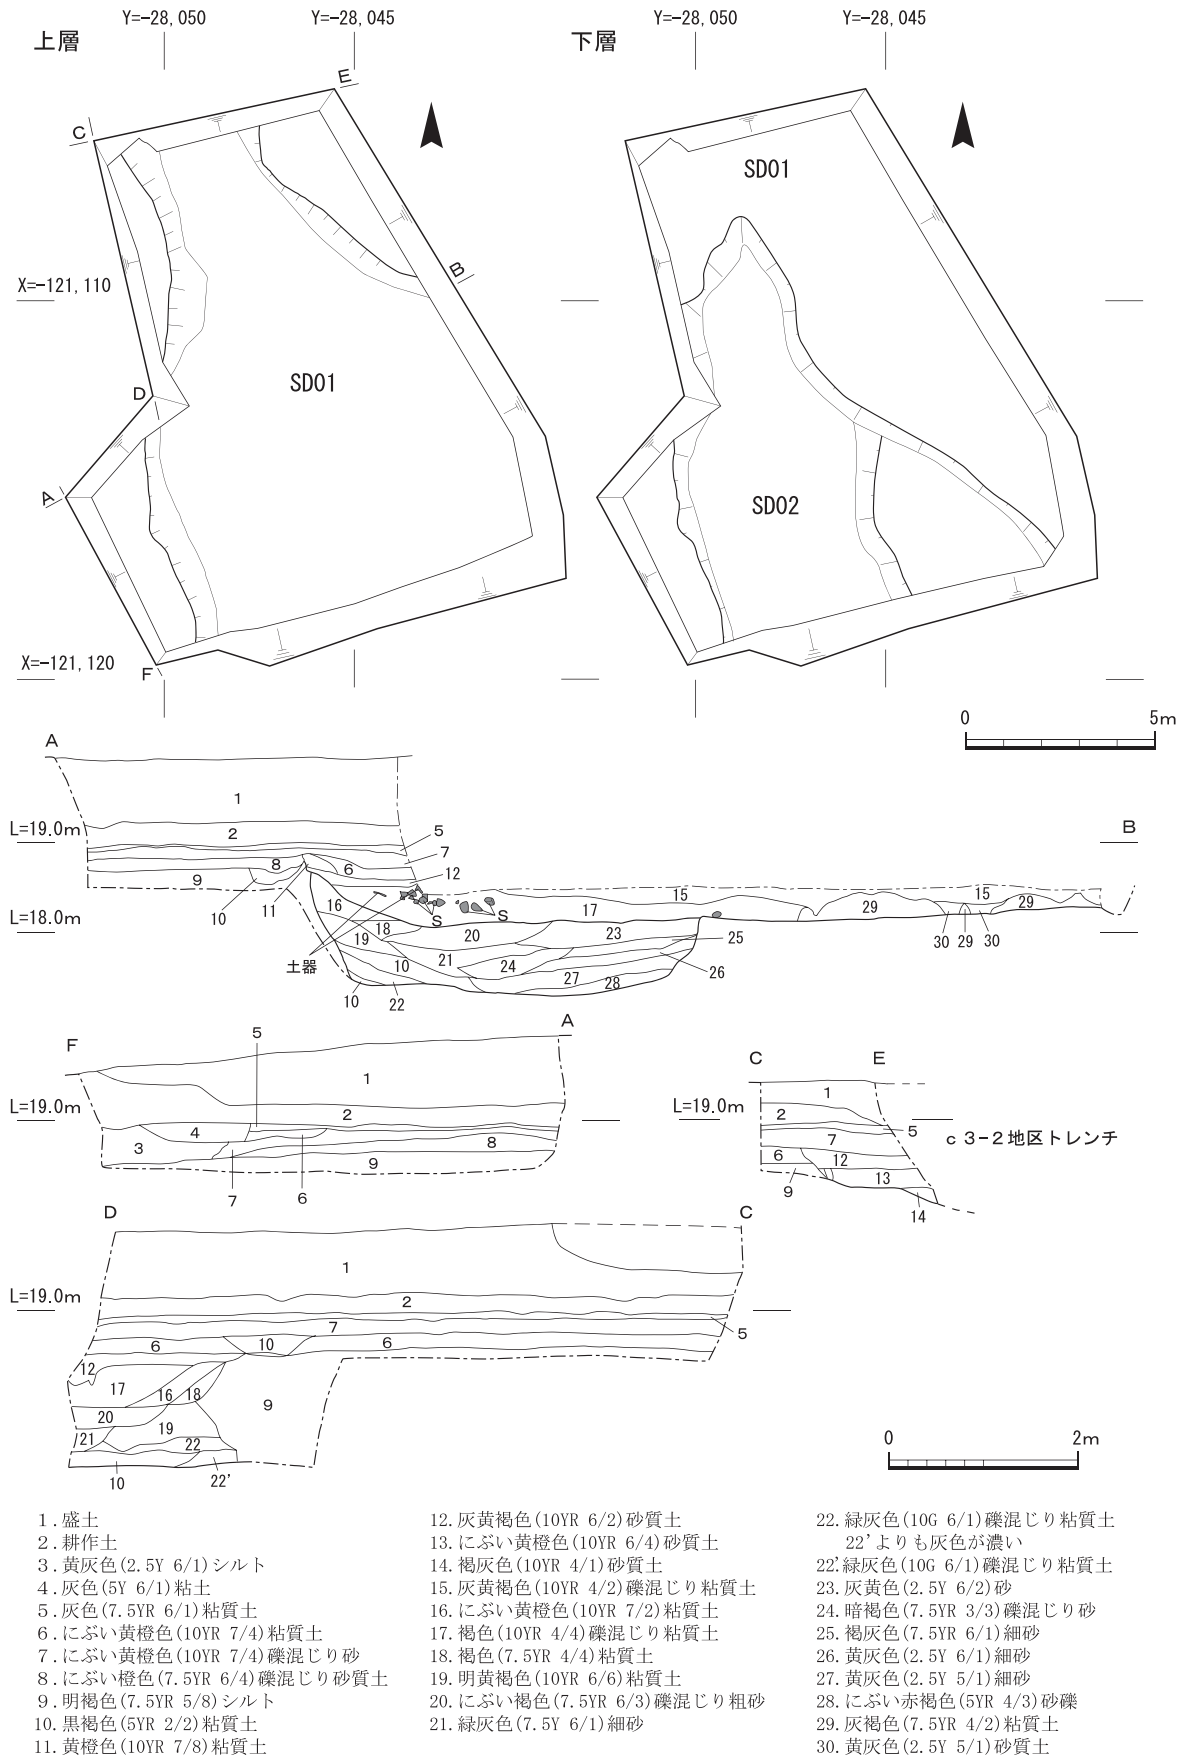 Y=−28,050
Y=−28,045
Y=−28,050
Y=−28,045
上層
下層
E
C
SD01
B
X=−121,110
SD01
D
A
SD02
X=−121,120
F
0 5m
A
1
L=19.0m
2
5
B
7
8
6
12
9
10
11
16
15
15
17
29
29
L=18.0m
S
S
18
20
23
30 29 30
19
25
土器
10
21
24
26
27
28
10
22
F
5
A
1
L=19.0m
2
4
3
8
9
7
6
C
E
1
L=19.0m
2
5
7
6
12
9
13
14
c3−2地区トレンチ
D
C
1
L=19.0m
2
7
5
6
10
6
12
17
16
18
9
20
19
21
22
10
22’
0 2m
1.盛土
2.耕作土
3.黄灰色(2.5Y 6/1)シルト
4.灰色(5Y 6/1)粘土
5.灰色(7.5YR 6/1)粘質土
6.にぶい黄橙色(10YR 7/4)粘質土
7.にぶい黄橙色(10YR 7/4)礫混じり砂
8.にぶい橙色(7.5YR 6/4)礫混じり砂質土
9.明褐色(7.5YR 5/8)シルト
10.黒褐色(5YR 2/2)粘質土
11.黄橙色(10YR 7/8)粘質土
12.灰黄褐色(10YR 6/2)砂質土
13.にぶい黄橙色(10YR 6/4)砂質土
14.褐灰色(10YR 4/1)砂質土
15.灰黄褐色(10YR 4/2)礫混じり粘質土
16.にぶい黄橙色(10YR 7/2)粘質土
17.褐色(10YR 4/4)礫混じり粘質土
18.褐色(7.5YR 4/4)粘質土
19.明黄褐色(10YR 6/6)粘質土
20.にぶい褐色(7.5YR 6/3)礫混じり粗砂
21.緑灰色(7.5Y 6/1)細砂
22.緑灰色(10G 6/1)礫混じり粘質土
22’よりも灰色が濃い
22’.緑灰色(10G 6/1)礫混じり粘質土
23.灰黄色(2.5Y 6/2)砂
24.暗褐色(7.5YR 3/3)礫混じり砂
25.褐灰色(7.5YR 6/1)細砂
26.黄灰色(2.5Y 6/1)細砂
27.黄灰色(2.5Y 5/1)細砂
28.にぶい赤褐色(5YR 4/3)砂礫
29.灰褐色(7.5YR 4/2)粘質土
30.黄灰色(2.5Y 5/1)砂質土